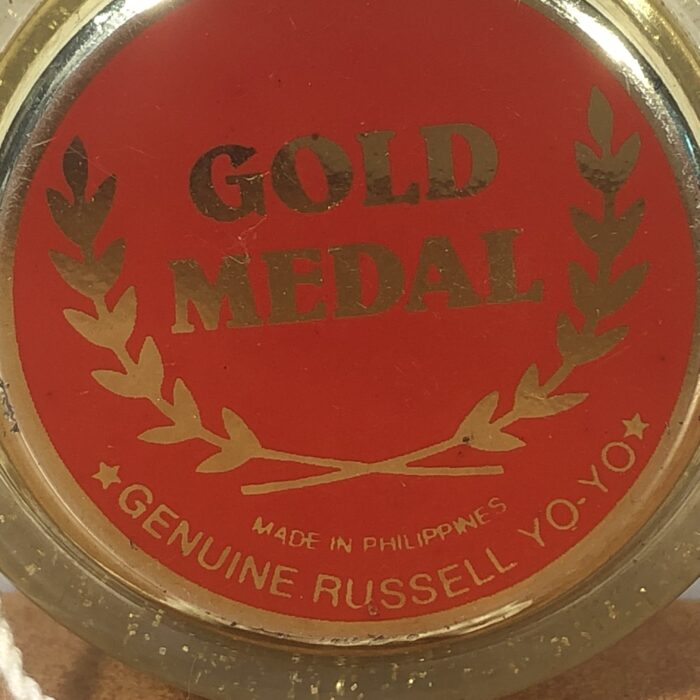 GOLD
MEDAL
MADE IN PHILIPPINES
★GENUINE RUSSELL YO-YO★